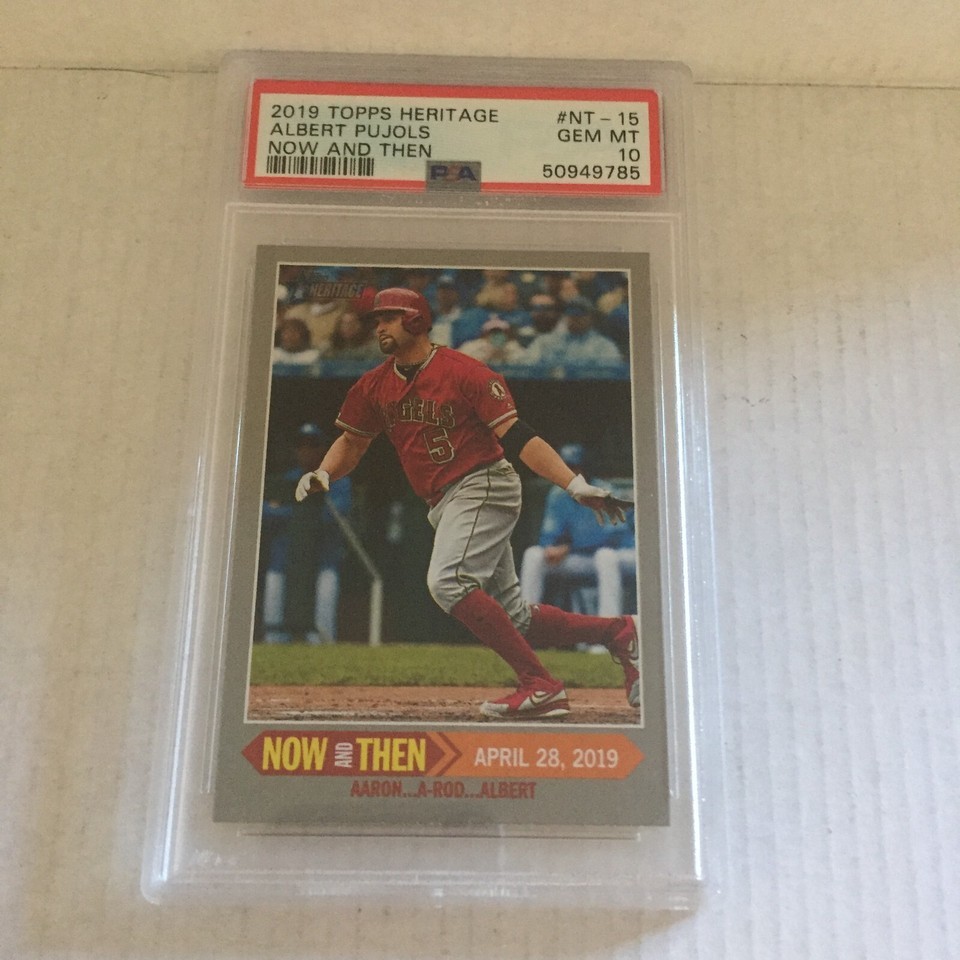 2019 TOPPS HERITAGE #NT-15
ALBERT PUJOLS GEM MT
NOW AND THEN 10
PSA 50949785
HERITAGE
ANGELS
5
NOW AND THEN APRIL 28, 2019
AARON...A-ROD...ALBERT